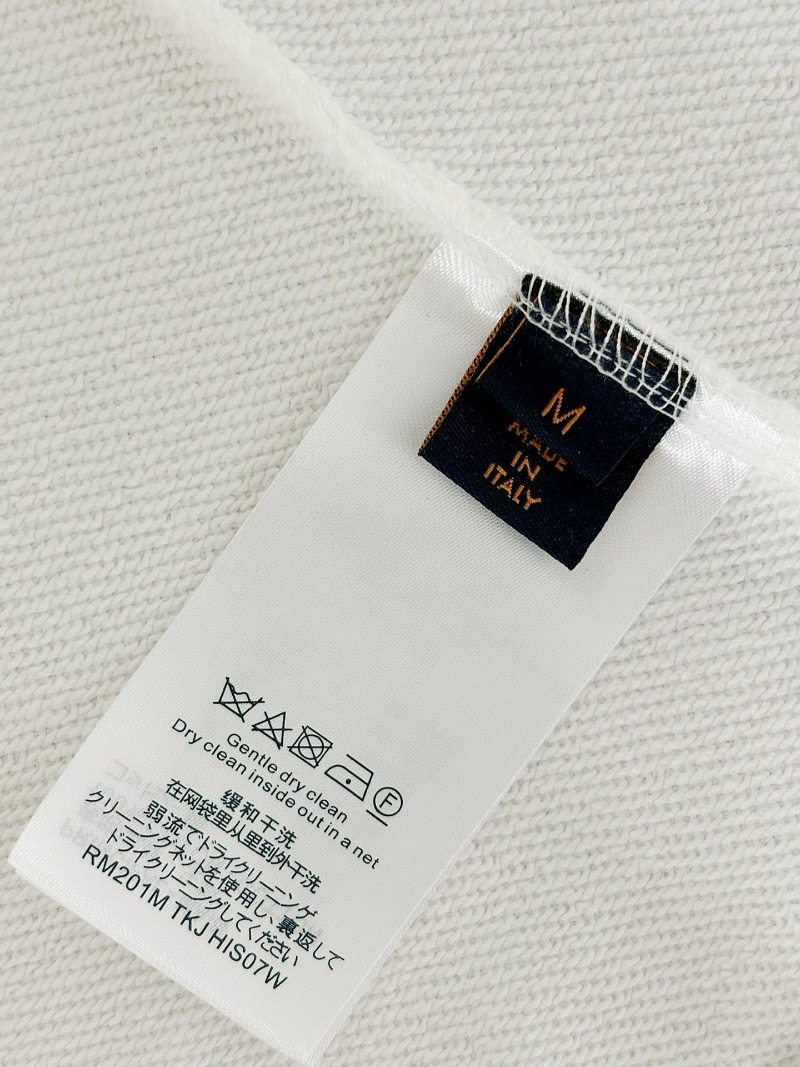 M
MADE
IN
ITALY
F
Gentle dry clean
Dry clean inside out in a net
缓和干洗
在网袋里从里到外干洗
弱流でドライクリーニング
クリーニングネットを使用し、裏返して
ドライクリーニングしてください
RM201M TKJ HIS07W